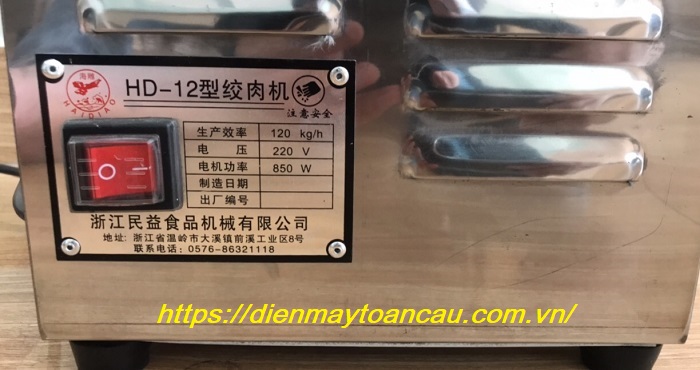 海雕
HAIDIAO
HD-12型绞肉机
注意安全
生产效率 120 kg/h
电 压 220 V
电机功率 850 W
制造日期
出厂编号
浙江民益食品机械有限公司
地址:浙江省温岭市大溪镇前溪工业区8号
联系电话:0576-86321118
https://dienmaytoancau.com.vn/